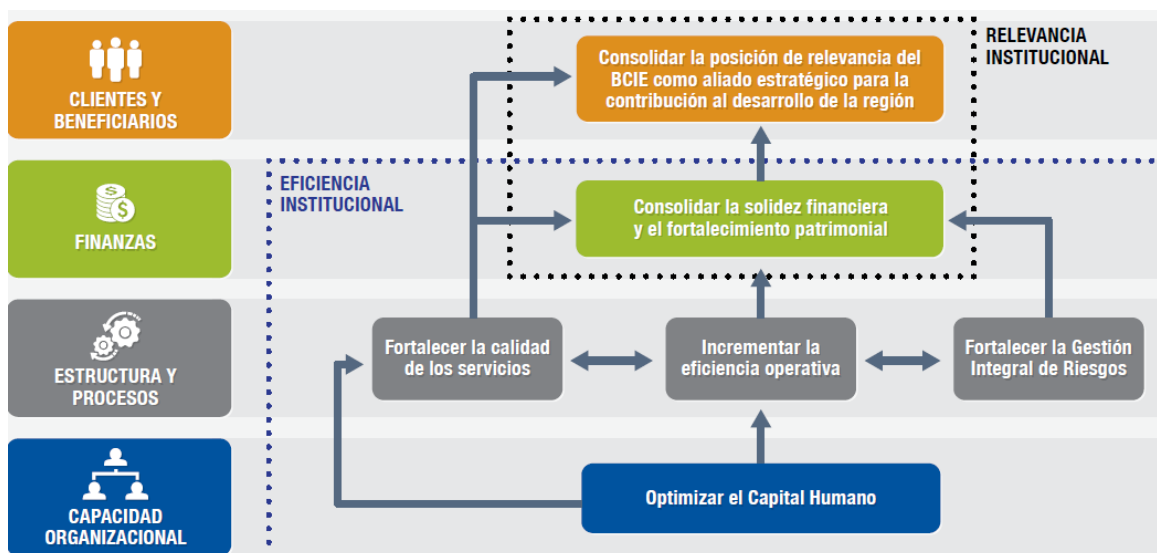 CLIENTES Y
BENEFICIARIOS
Consolidar la posición de relevancia del
BCIE como aliado estratégico para la
contribución al desarrollo de la región
RELEVANCIA
INSTITUCIONAL
FINANZAS
EFICIENCIA
INSTITUCIONAL
Consolidar la solidez financiera
y el fortalecimiento patrimonial
ESTRUCTURA Y
PROCESOS
Fortalecer la calidad
de los servicios
Incrementar la
eficiencia operativa
Fortalecer la Gestión
Integral de Riesgos
CAPACIDAD
ORGANIZACIONAL
Optimizar el Capital Humano